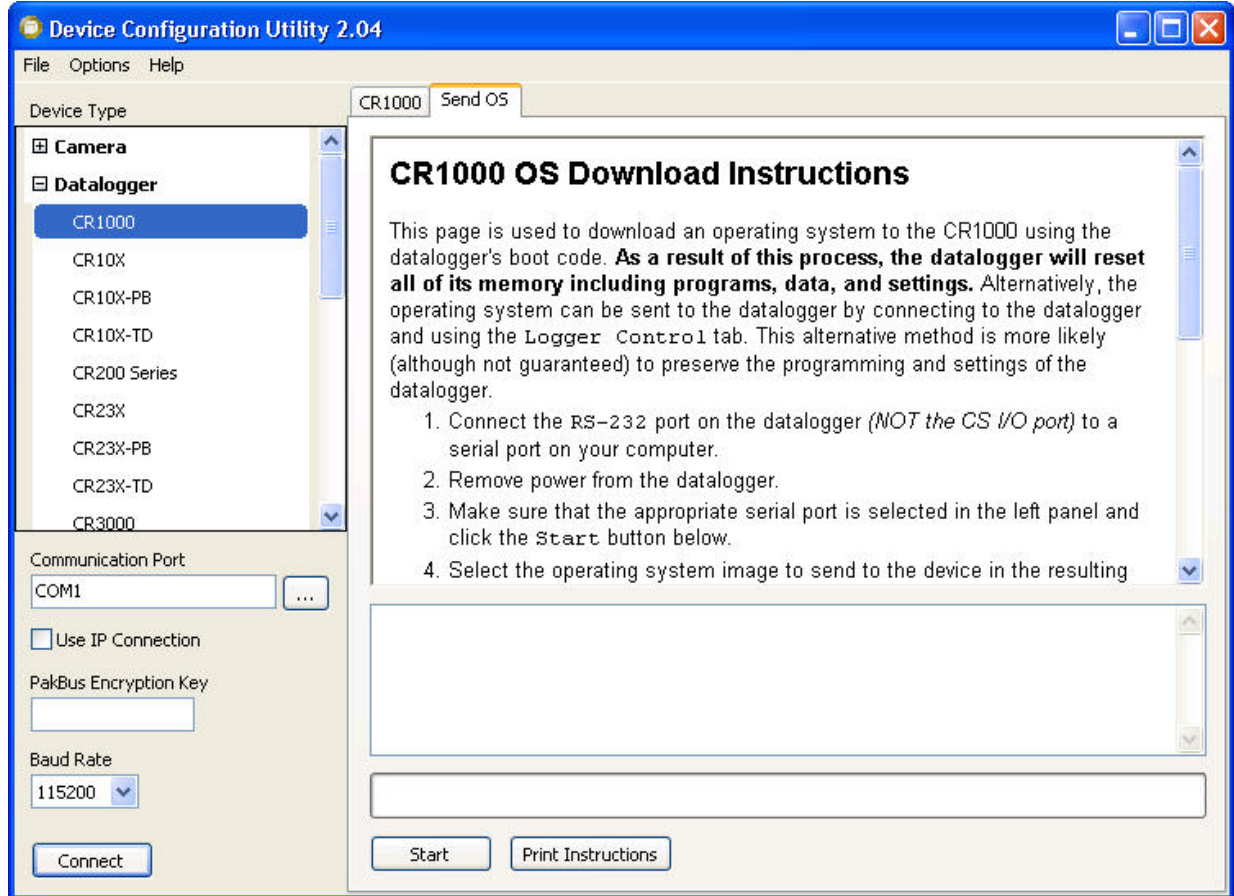 Device Configuration Utility 2.04
File Options Help
Device Type
Camera
Datalogger
CR1000
CR10X
CR10X-PB
CR10X-TD
CR200 Series
CR23X
CR23X-PB
CR23X-TD
CR3000
Communication Port
COM1
...
Use IP Connection
PakBus Encryption Key
Baud Rate
115200
Connect
CR1000 Send OS
CR1000 OS Download Instructions
This page is used to download an operating system to the CR1000 using the
datalogger's boot code. As a result of this process, the datalogger will reset
all of its memory including programs, data, and settings. Alternatively, the
operating system can be sent to the datalogger by connecting to the datalogger
and using the Logger Control tab. This alternative method is more likely
(although not guaranteed) to preserve the programming and settings of the
datalogger.
1. Connect the RS-232 port on the datalogger (NOT the CS I/O port) to a
serial port on your computer.
2. Remove power from the datalogger.
3. Make sure that the appropriate serial port is selected in the left panel and
click the Start button below.
4. Select the operating system image to send to the device in the resulting
Start Print Instructions